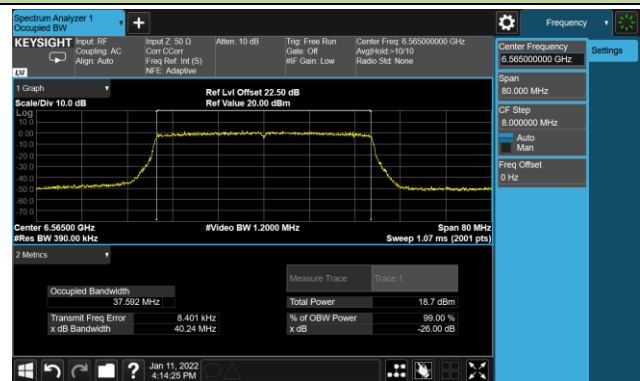 Spectrum Analyzer 1
Occupied BW
+
Frequency
KEYSIGHT
LXI
Input: RF
Coupling: AC
Align: Auto
Input Z: 50 Ω
Corr CCorr
Freq Ref: Int (S)
NFE: Adaptive
Atten: 10 dB
Trig: Free Run
Gate: Off
#IF Gain: Low
Center Freq: 6.565000000 GHz
Avg|Hold:>10/10
Radio Std: None
Center Frequency
6.565000000 GHz
Settings
Span
80.000 MHz
CF Step
8.000000 MHz
Auto
Man
Freq Offset
0 Hz
1 Graph
Scale/Div 10.0 dB
Ref Lvl Offset 22.50 dB
Ref Value 20.00 dBm
Log
10.0
0.00
-10.0
-20.0
-30.0
-40.0
-50.0
-60.0
-70.0
Center 6.56500 GHz
#Video BW 1.2000 MHz
Span 80 MHz
#Res BW 390.00 kHz
Sweep 1.07 ms (2001 pts)
2 Metrics
Measure Trace
Trace 1
Occupied Bandwidth
37.592 MHz
Total Power
18.7 dBm
Transmit Freq Error
8.401 kHz
% of OBW Power
99.00 %
x dB Bandwidth
40.24 MHz
x dB
-26.00 dB
?
Jan 11, 2022
4:14:25 PM